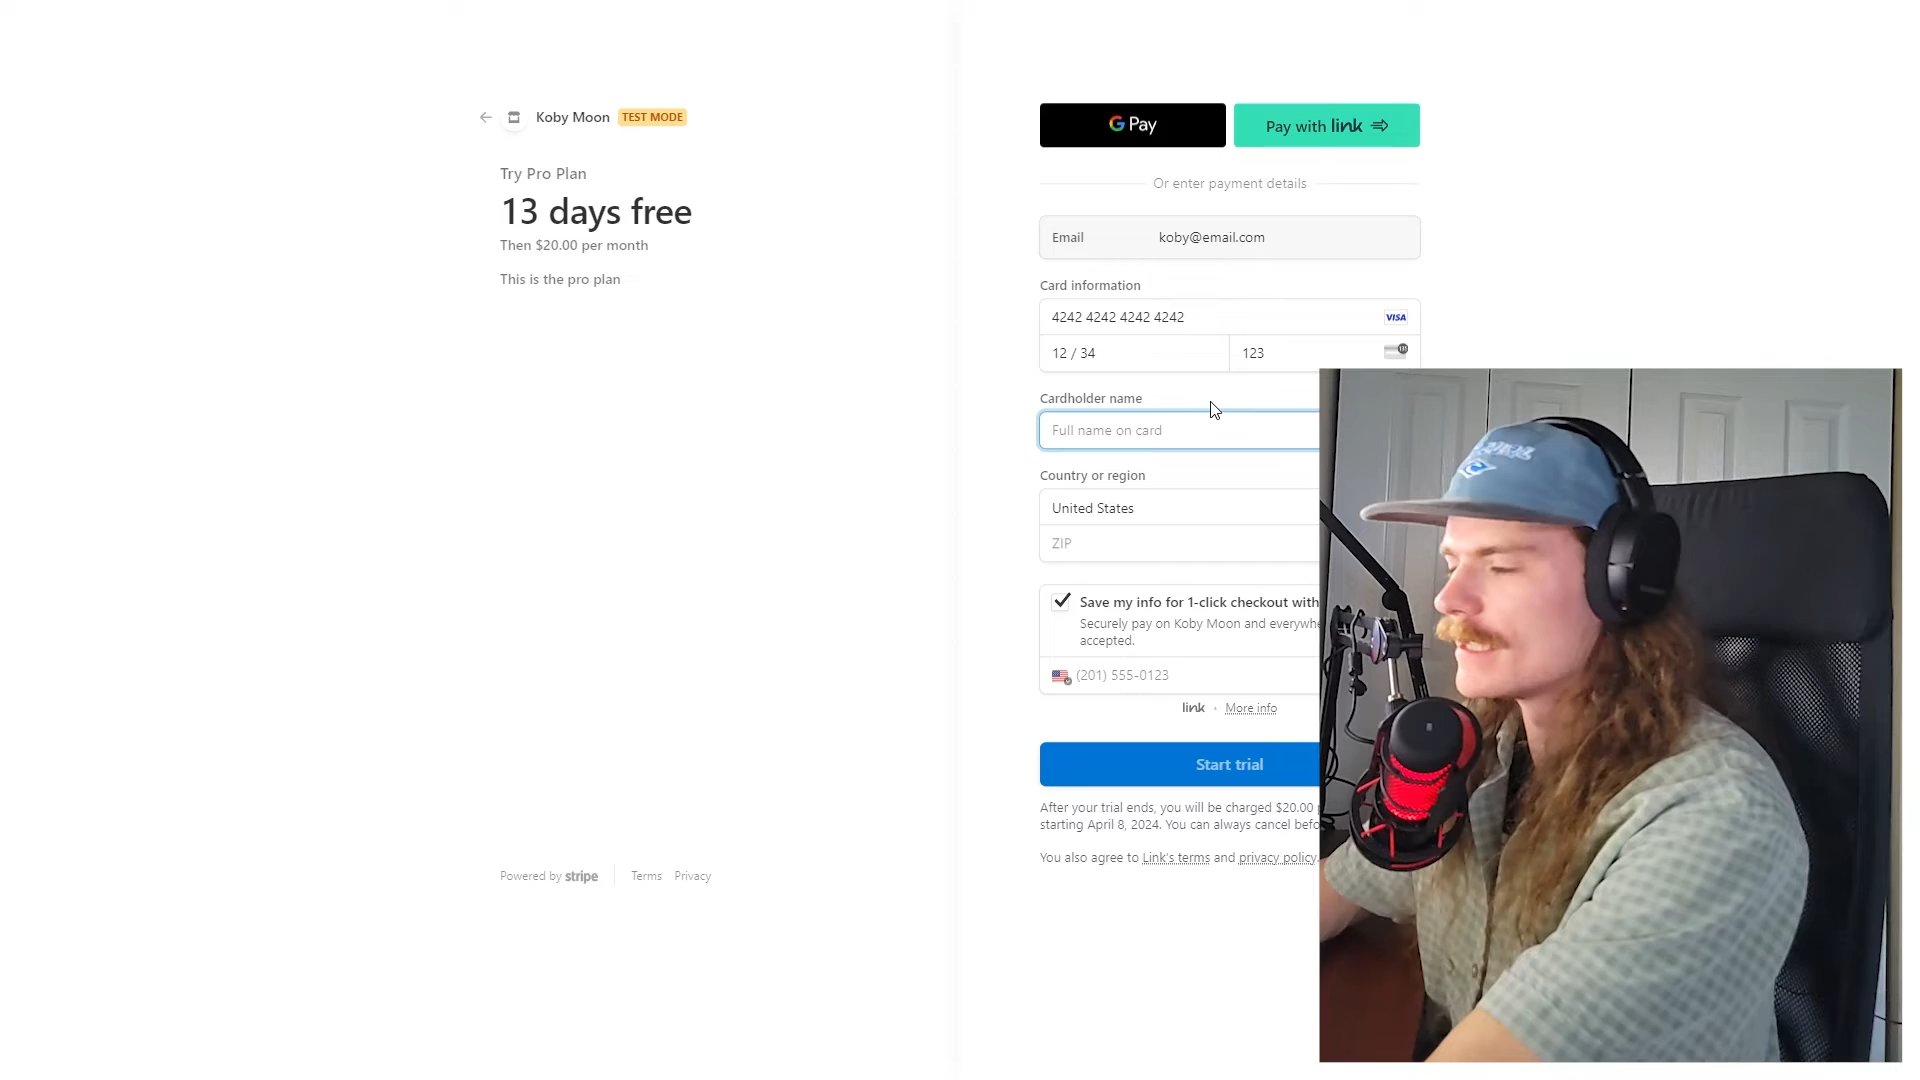 Koby Moon TEST MODE
Try Pro Plan
13 days free
Then $20.00 per month
This is the pro plan
Powered by stripe
Terms
Privacy
G Pay
Pay with link
Or enter payment details
Email koby@email.com
Card information
4242 4242 4242 4242 VISA
12 / 34 123
Cardholder name
Full name on card
Country or region
United States
ZIP
Save my info for 1-click checkout with
Securely pay on Koby Moon and everywhe
accepted.
(201) 555-0123
link · More info
Start trial
After your trial ends, you will be charged $20.00
starting April 8, 2024. You can always cancel befo
You also agree to Link's terms and privacy policy.